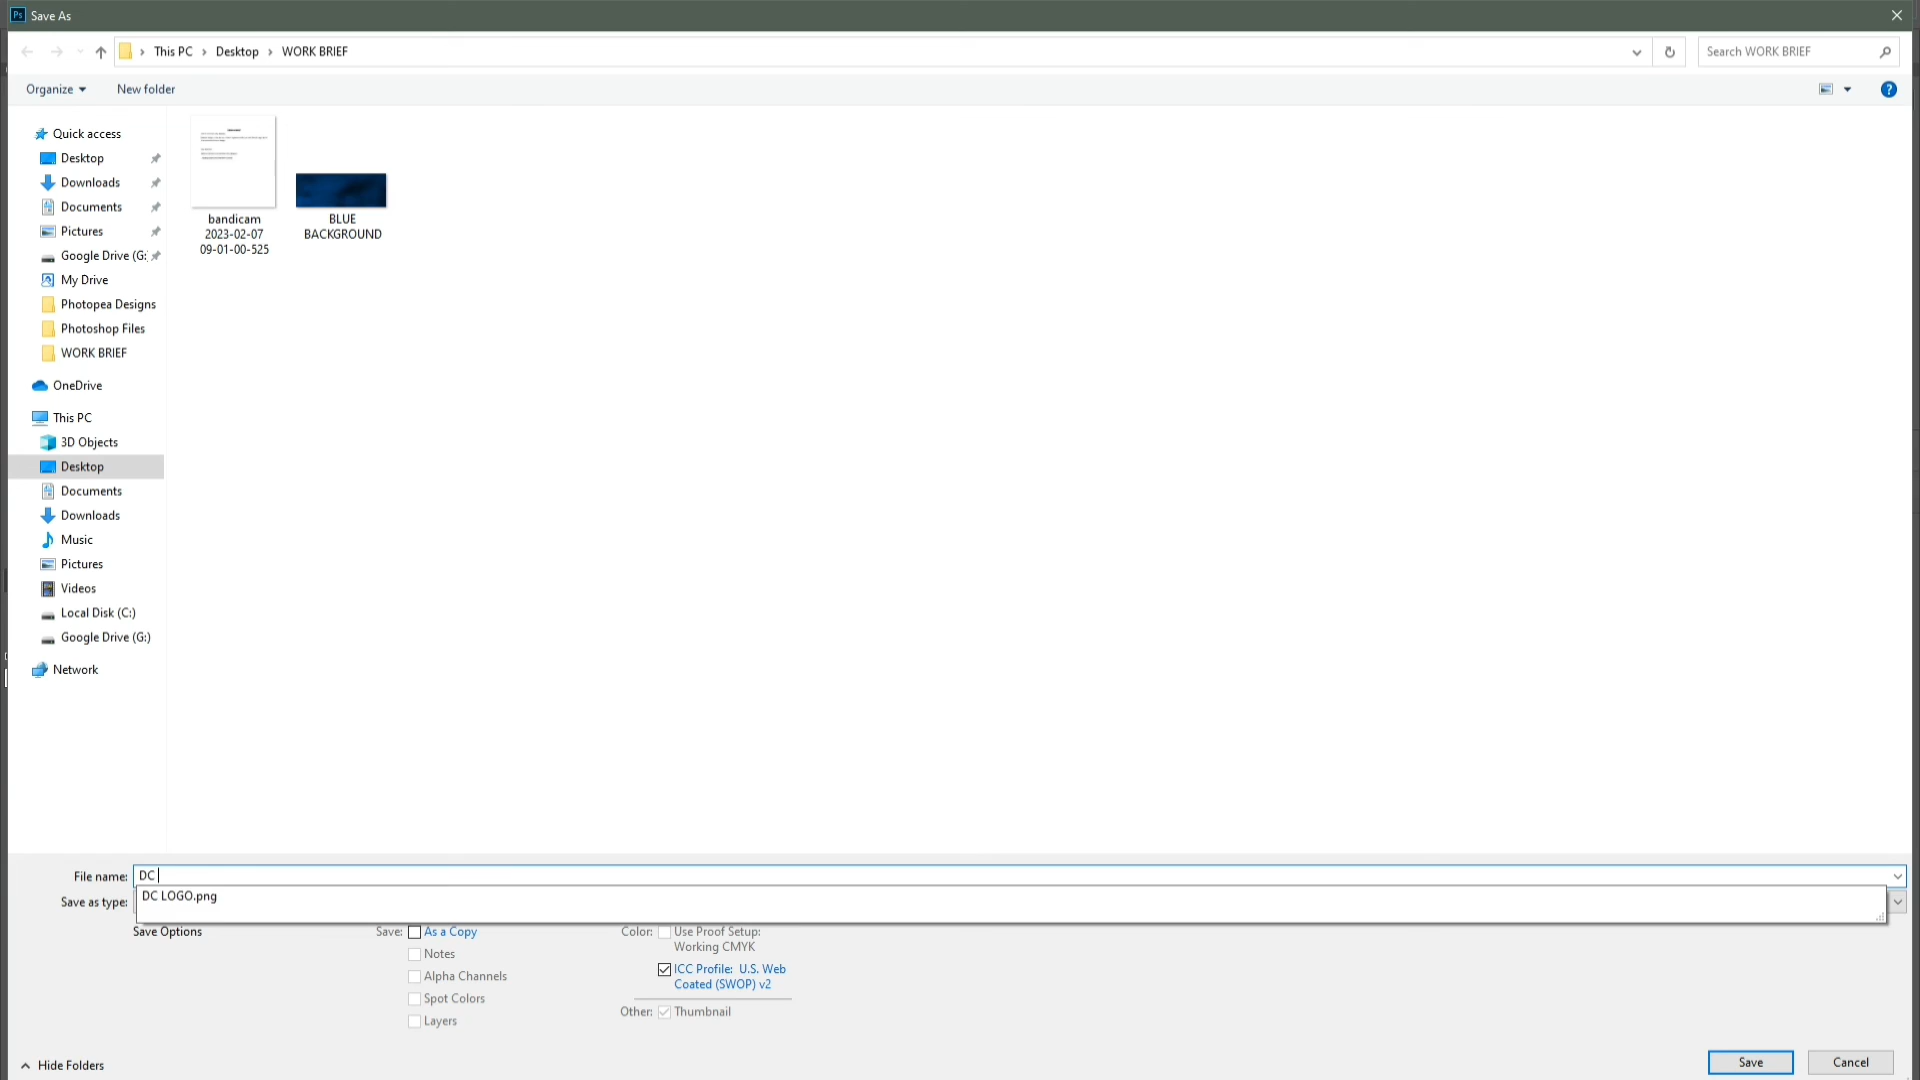 Ps Save As
This PC > Desktop > WORK BRIEF
Search WORK BRIEF
Organize
New folder
?
Quick access
Desktop
Downloads
Documents
Pictures
Google Drive (G:
My Drive
Photopea Designs
Photoshop Files
WORK BRIEF
OneDrive
This PC
3D Objects
Desktop
Documents
Downloads
Music
Pictures
Videos
Local Disk (C:)
Google Drive (G:)
Network
bandicam
2023-02-07
09-01-00-525
BLUE
BACKGROUND
File name: DC
Save as type:
DC LOGO.png
Save Options
Save: As a Copy
Notes
Alpha Channels
Spot Colors
Layers
Color: Use Proof Setup:
Working CMYK
ICC Profile: U.S. Web
Coated (SWOP) v2
Other: Thumbnail
Hide Folders
Save
Cancel